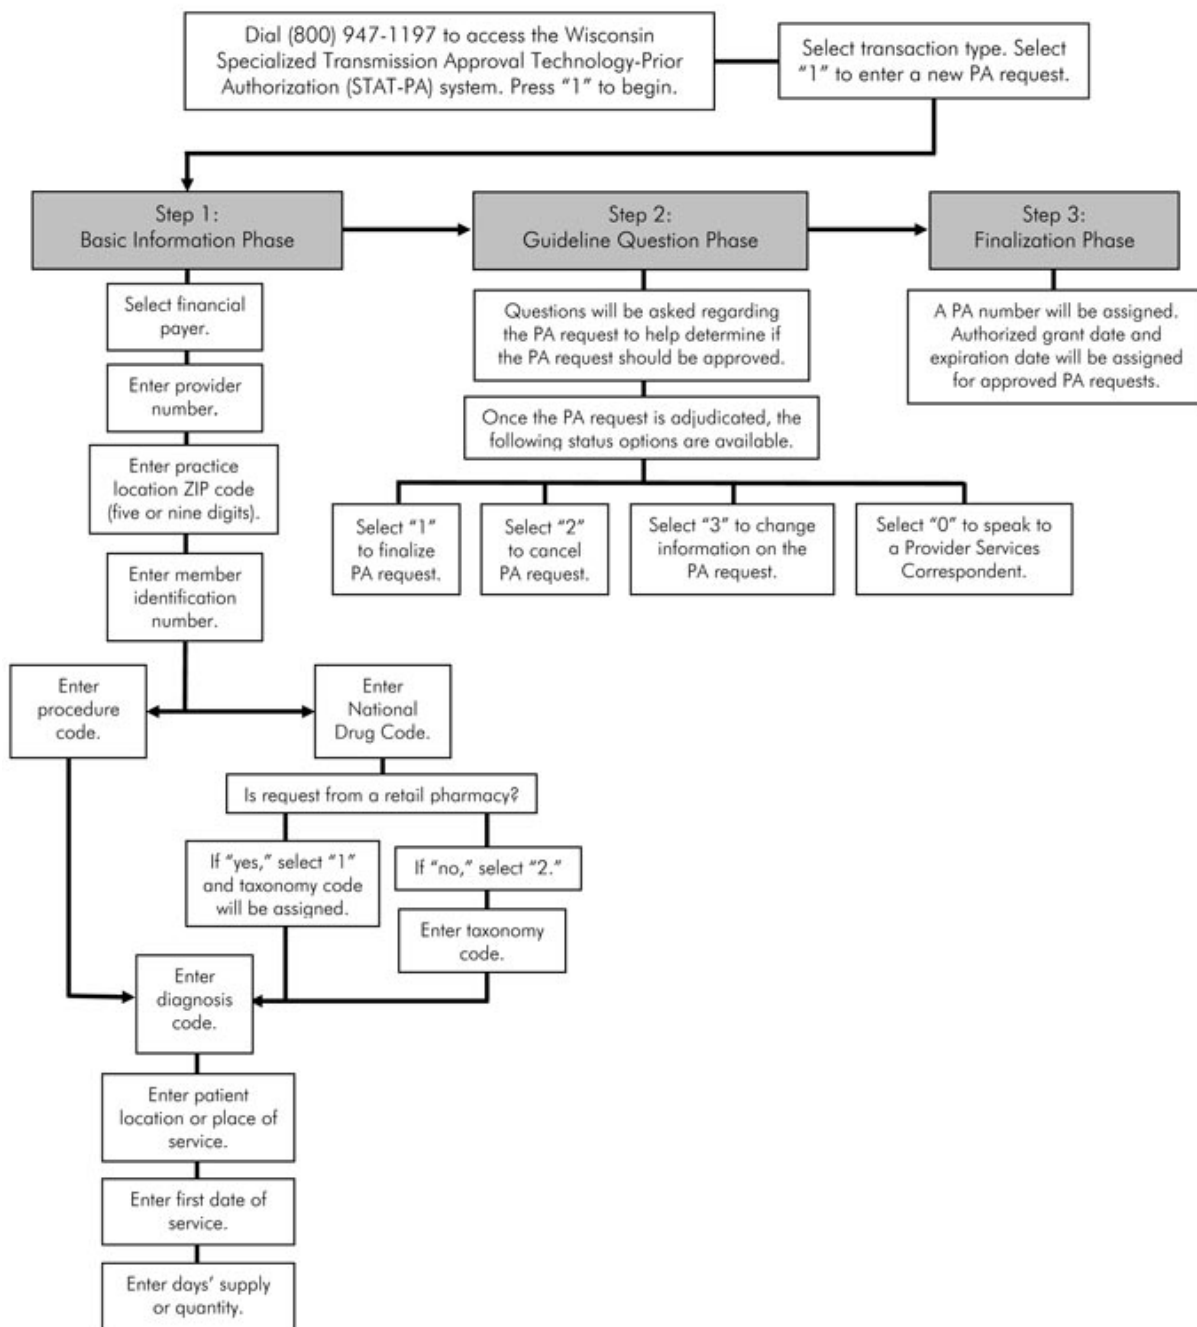 Dial (800) 947-1197 to access the Wisconsin
Specialized Transmission Approval Technology-Prior
Authorization (STAT-PA) system. Press “1” to begin.
Select transaction type. Select
“1” to enter a new PA request.
Step 1:
Basic Information Phase
Step 2:
Guideline Question Phase
Step 3:
Finalization Phase
Select financial
payer.
Enter provider
number.
Enter practice
location ZIP code
(five or nine digits).
Enter member
identification
number.
Questions will be asked regarding
the PA request to help determine if
the PA request should be approved.
Once the PA request is adjudicated, the
following status options are available.
Select “1”
to finalize
PA request.
Select “2”
to cancel
PA request.
Select “3” to change
information on the
PA request.
Select “0” to speak to
a Provider Services
Correspondent.
A PA number will be assigned.
Authorized grant date and
expiration date will be assigned
for approved PA requests.
Enter
procedure
code.
Enter
National
Drug Code.
Is request from a retail pharmacy?
If “yes,” select “1”
and taxonomy code
will be assigned.
If “no,” select “2.”
Enter taxonomy
code.
Enter
diagnosis
code.
Enter patient
location or place of
service.
Enter first date of
service.
Enter days’ supply
or quantity.